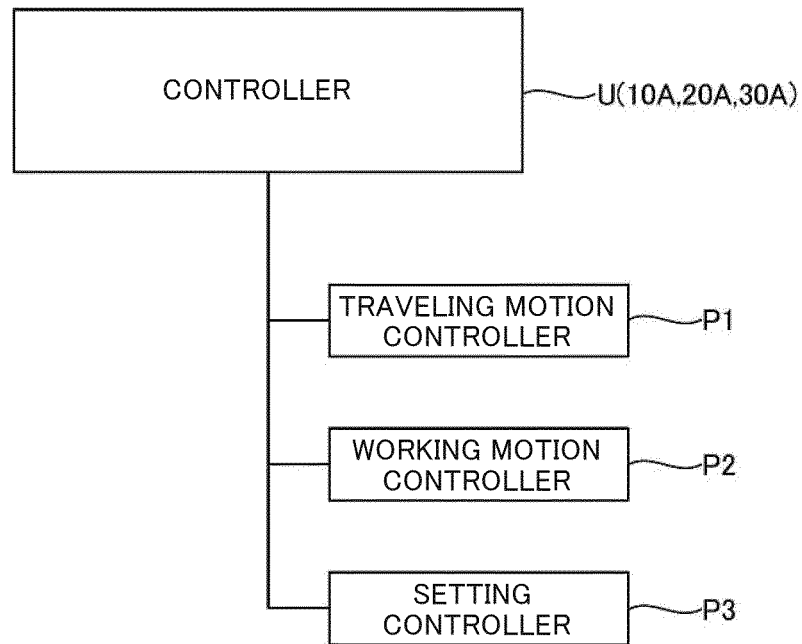 CONTROLLER
U(10A,20A,30A)
TRAVELING MOTION
CONTROLLER
P1
WORKING MOTION
CONTROLLER
P2
SETTING
CONTROLLER
P3